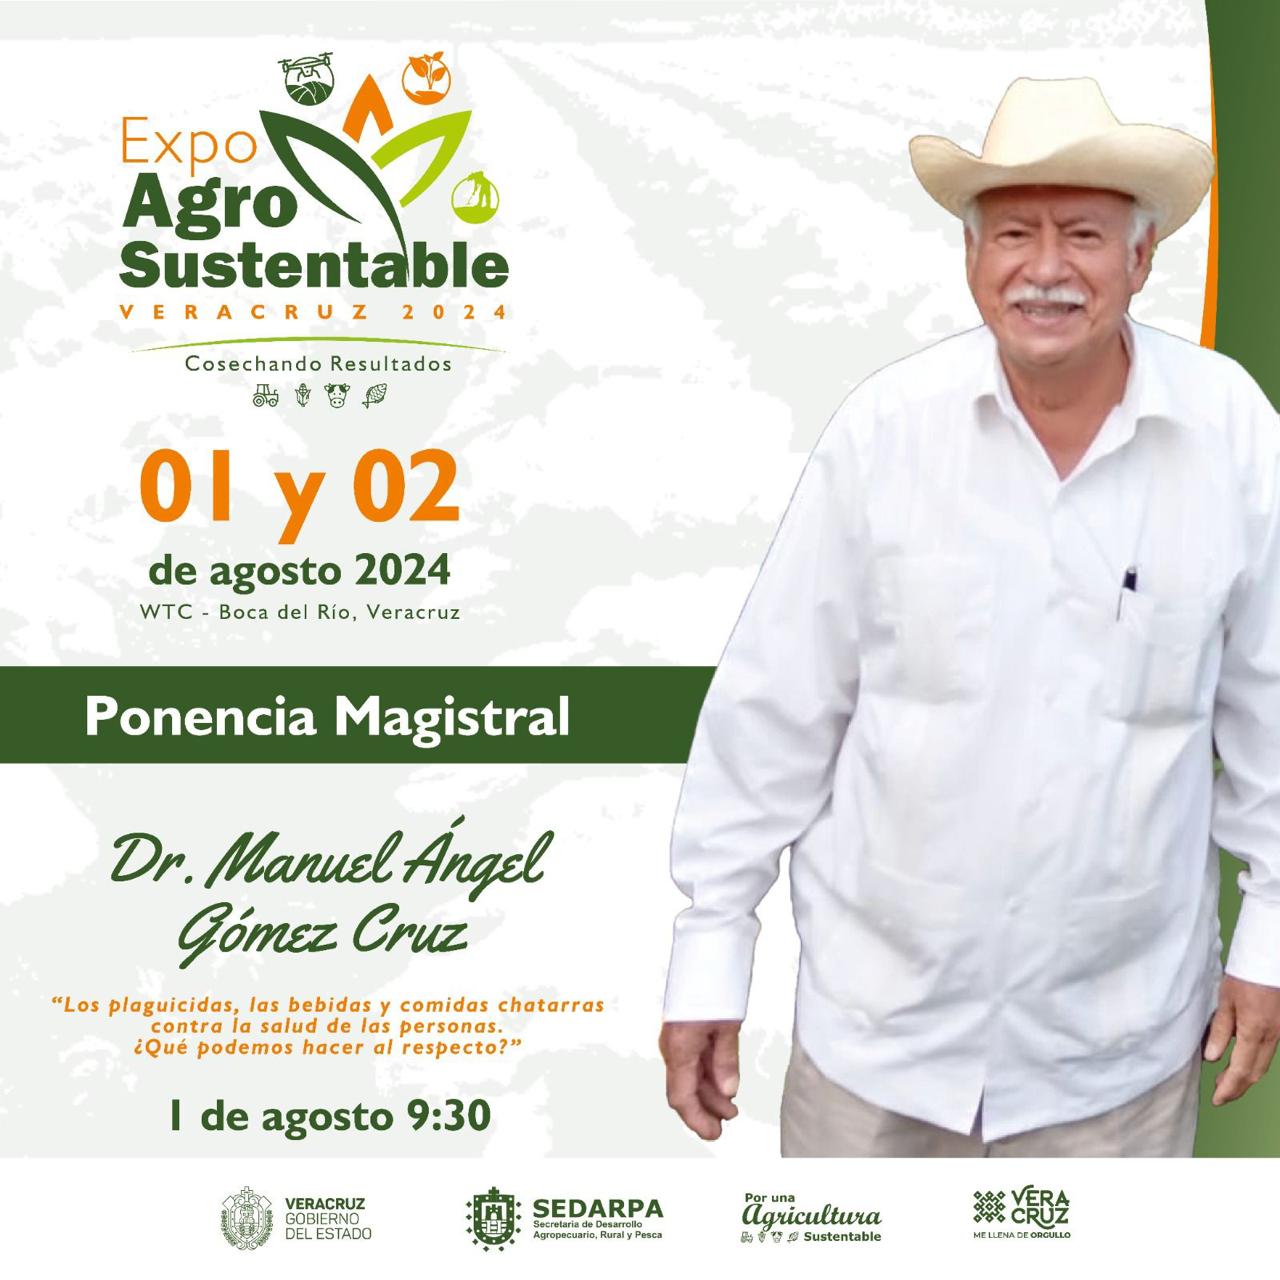 Expo
Agro
Sustentable
VERACRUZ 2024
Cosechando Resultados
01 y 02
de agosto 2024
WTC - Boca del Río, Veracruz
Ponencia Magistral
Dr. Manuel Ángel
Gómez Cruz
“Los plaguicidas, las bebidas y comidas chatarras
contra la salud de las personas.
¿Qué podemos hacer al respecto?”
1 de agosto 9:30
VERACRUZ
GOBIERNO
DEL ESTADO
SEDARPA
Secretaría de Desarrollo
Agropecuario, Rural y Pesca
Por una
Agricultura
Sustentable
VERA
CRUZ
ME LLENA DE ORGULLO